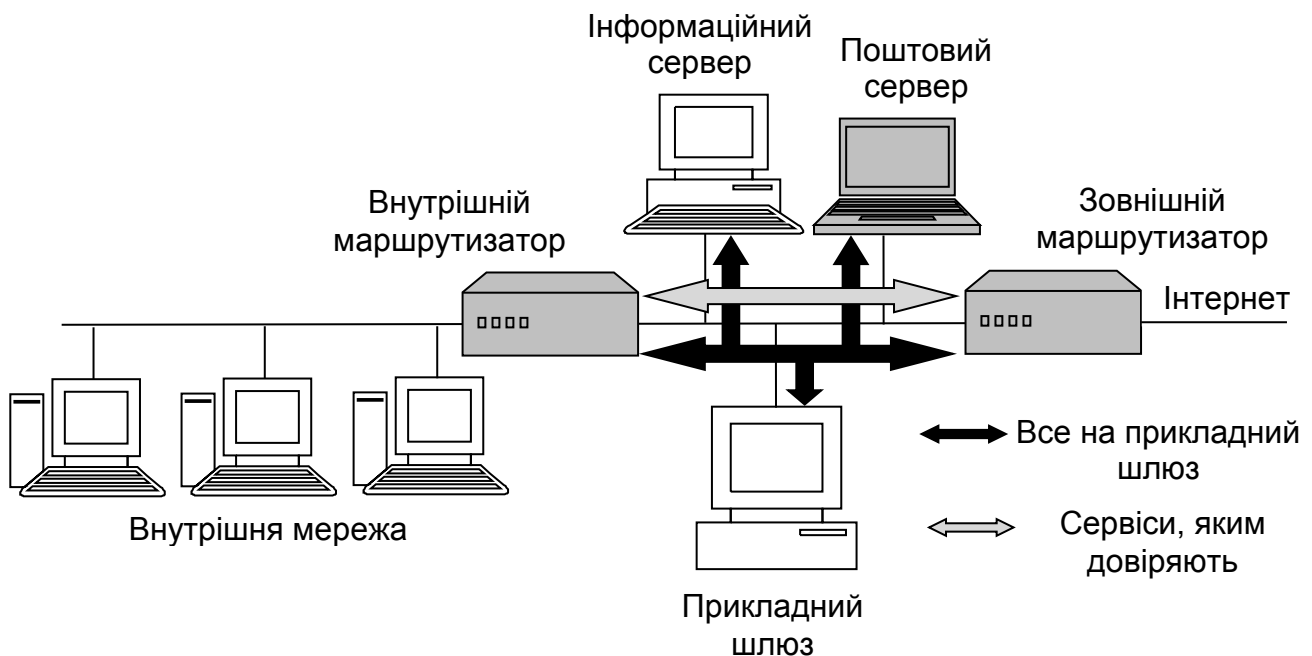 Інформаційний
сервер
Поштовий
сервер
Внутрішній
маршрутизатор
Зовнішній
маршрутизатор
Інтернет
Внутрішня мережа
Все на прикладний
шлюз
Сервіси, яким
довіряють
Прикладний
шлюз